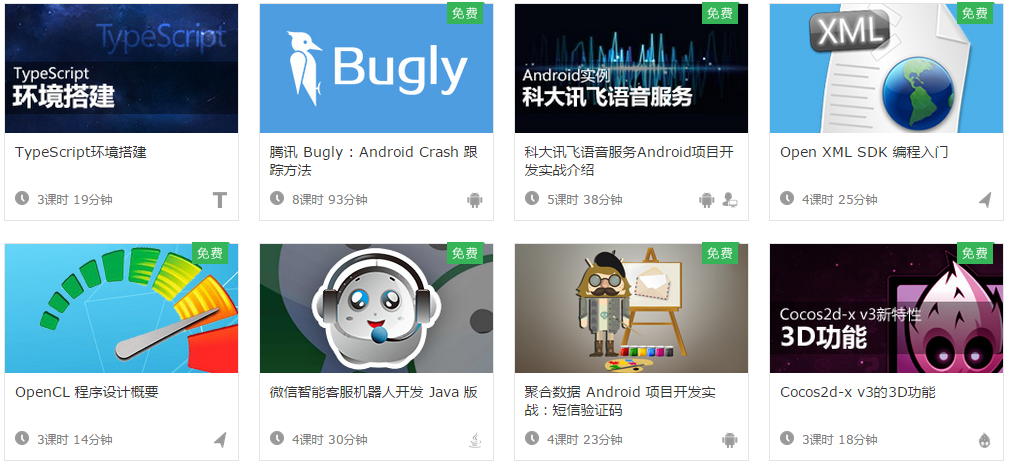 TypeScript
TypeScript
环境搭建
TypeScript环境搭建
3课时 19分钟
免费
Bugly
腾讯 Bugly：Android Crash 跟
踪方法
8课时 93分钟
免费
Android实例
科大讯飞语音服务
科大讯飞语音服务Android项目开
发实战介绍
5课时 38分钟
免费
XML
Open XML SDK 编程入门
4课时 25分钟
免费
OpenCL 程序设计概要
3课时 14分钟
免费
微信智能客服机器人开发 Java 版
4课时 30分钟
免费
聚合数据 Android 项目开发实
战：短信验证码
4课时 23分钟
免费
Cocos2d-x v3新特性
3D功能
Cocos2d-x v3的3D功能
3课时 18分钟